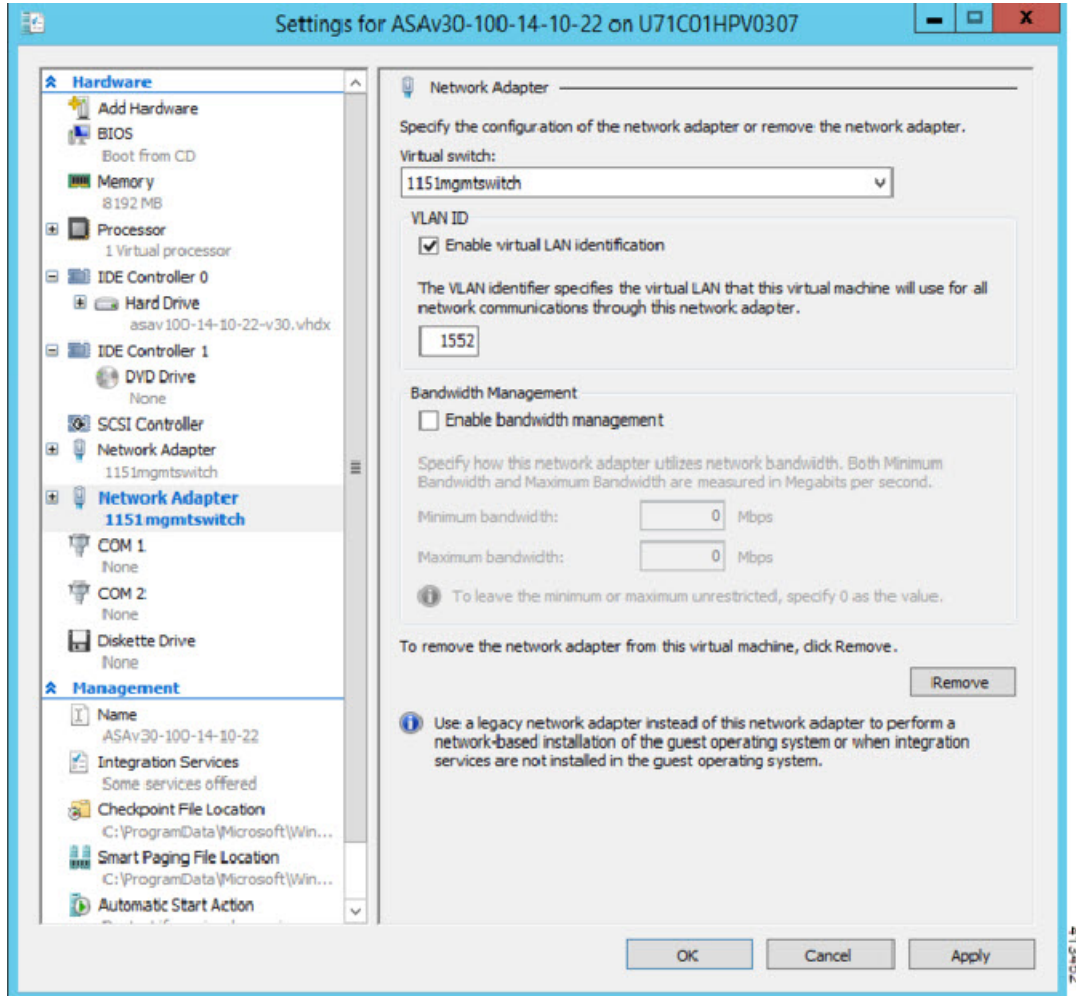 Settings for ASAv30-100-14-10-22 on U71C01HPV0307
Hardware
Add Hardware
BIOS
Boot from CD
Memory
8192 MB
Processor
1 Virtual processor
IDE Controller 0
Hard Drive
asav100-14-10-22-v30.vhdx
IDE Controller 1
DVD Drive
None
SCSI Controller
Network Adapter
1151mgmtswitch
Network Adapter
1151mgmtswitch
COM 1
None
COM 2
None
Diskette Drive
None
Management
Name
ASAv30-100-14-10-22
Integration Services
Some services offered
Checkpoint File Location
C:\ProgramData\Microsoft\Win...
Smart Paging File Location
C:\ProgramData\Microsoft\Win...
Automatic Start Action
Network Adapter
Specify the configuration of the network adapter or remove the network adapter.
Virtual switch:
1151mgmtswitch
VLAN ID
Enable virtual LAN identification
The VLAN identifier specifies the virtual LAN that this virtual machine will use for all
network communications through this network adapter.
1552
Bandwidth Management
Enable bandwidth management
Specify how this network adapter utilizes network bandwidth. Both Minimum
Bandwidth and Maximum Bandwidth are measured in Megabits per second.
Minimum bandwidth: 0 Mbps
Maximum bandwidth: 0 Mbps
To leave the minimum or maximum unrestricted, specify 0 as the value.
To remove the network adapter from this virtual machine, click Remove.
Remove
Use a legacy network adapter instead of this network adapter to perform a
network-based installation of the guest operating system or when integration
services are not installed in the guest operating system.
OK Cancel Apply